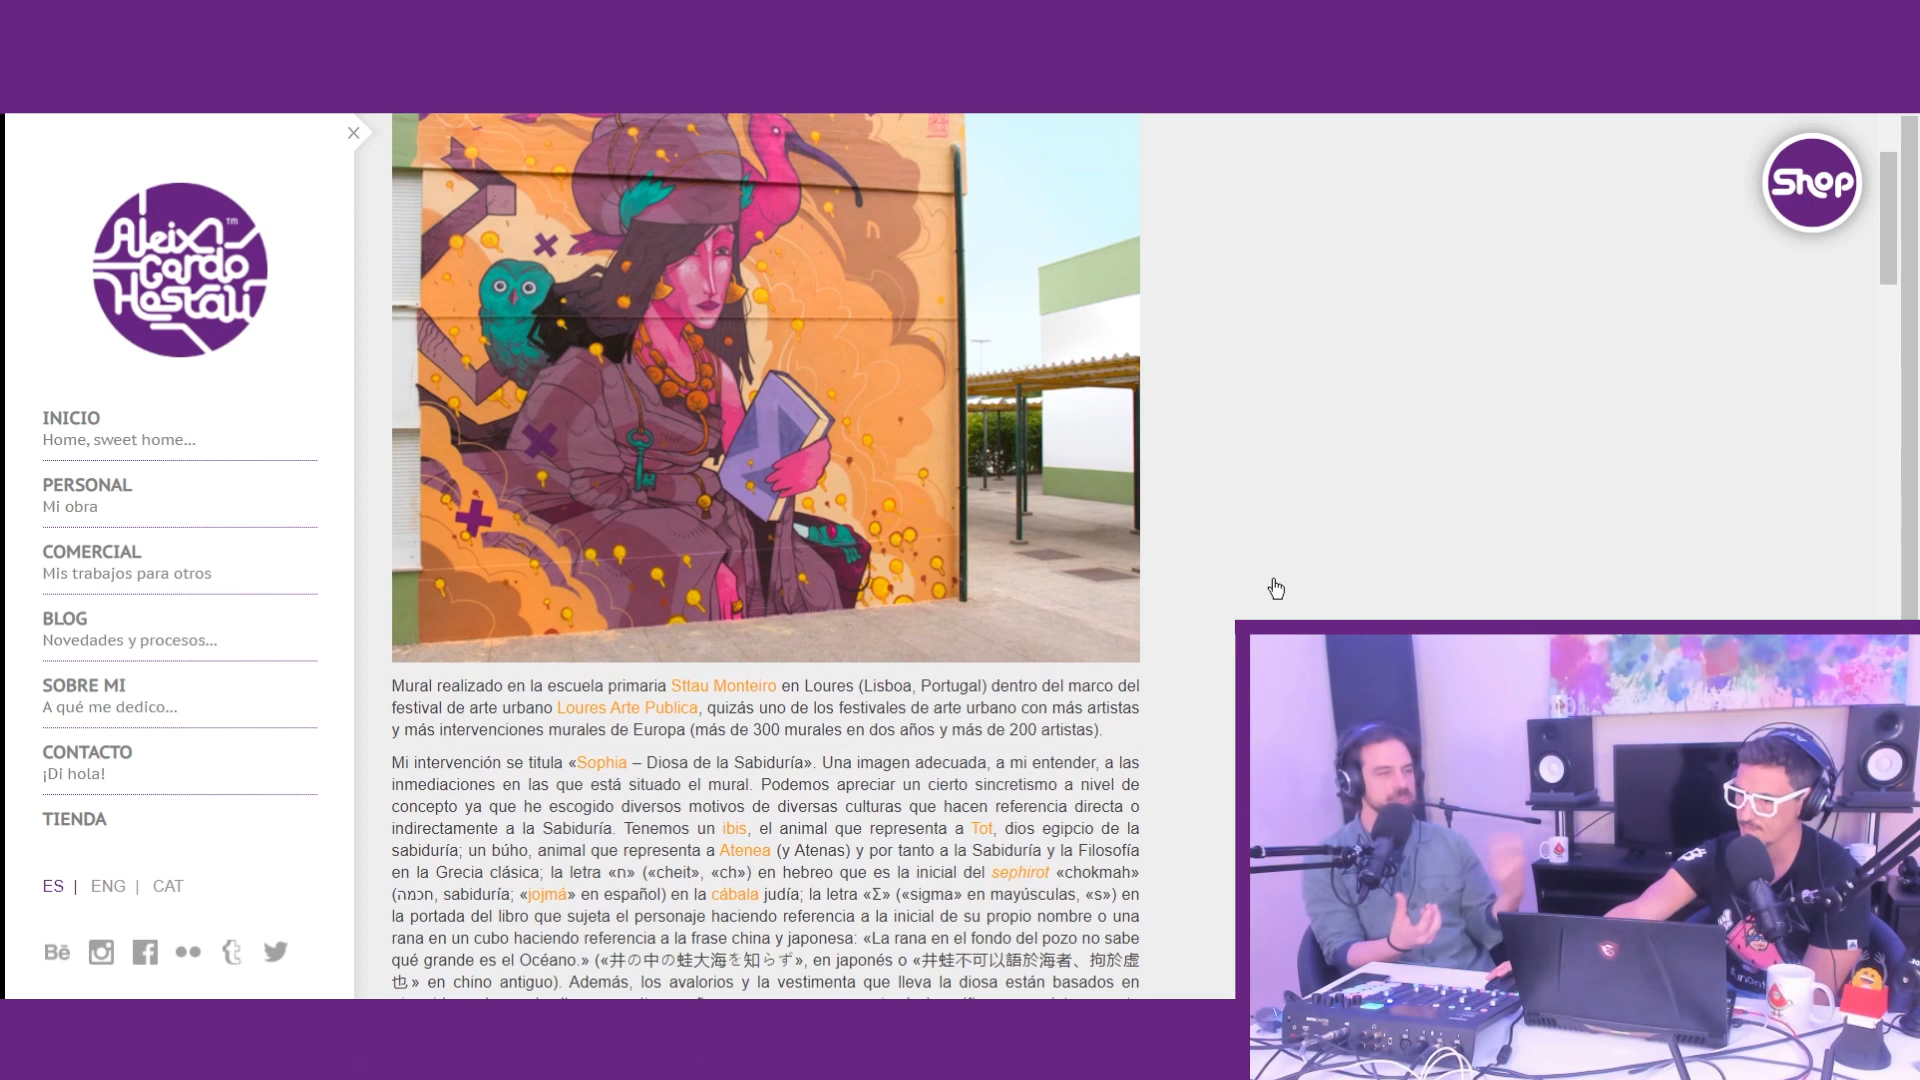 Aleix™
Gordo
Hostau
INICIO
Home, sweet home...
PERSONAL
Mi obra
COMERCIAL
Mis trabajos para otros
BLOG
Novedades y procesos...
SOBRE MI
A qué me dedico...
CONTACTO
¡Di hola!
TIENDA
ES | ENG | CAT
Bē
Shop
Mural realizado en la escuela primaria Sttau Monteiro en Loures (Lisboa, Portugal) dentro del marco del
festival de arte urbano Loures Arte Publica, quizás uno de los festivales de arte urbano con más artistas
y más intervenciones murales de Europa (más de 300 murales en dos años y más de 200 artistas).
Mi intervención se titula «Sophia – Diosa de la Sabiduría». Una imagen adecuada, a mi entender, a las
inmediaciones en las que está situado el mural. Podemos apreciar un cierto sincretismo a nivel de
concepto ya que he escogido diversos motivos de diversas culturas que hacen referencia directa o
indirectamente a la Sabiduría. Tenemos un ibis, el animal que representa a Tot, dios egipcio de la
sabiduría; un búho, animal que representa a Atenea (y Atenas) y por tanto a la Sabiduría y la Filosofía
en la Grecia clásica; la letra «ח» («cheit», «ch») en hebreo que es la inicial del sephirot «chokmah»
(חכמה, sabiduría; «jojmá» en español) en la cábala judía; la letra «Σ» («sigma» en mayúsculas, «s») en
la portada del libro que sujeta el personaje haciendo referencia a la inicial de su propio nombre o una
rana en un cubo haciendo referencia a la frase china y japonesa: «La rana en el fondo del pozo no sabe
qué grande es el Océano.» («井の中の蛙大海を知らず», en japonés o «井蛙不可以語於海者、拘於虛
也» en chino antiguo). Además, los avalorios y la vestimenta que lleva la diosa están basados en